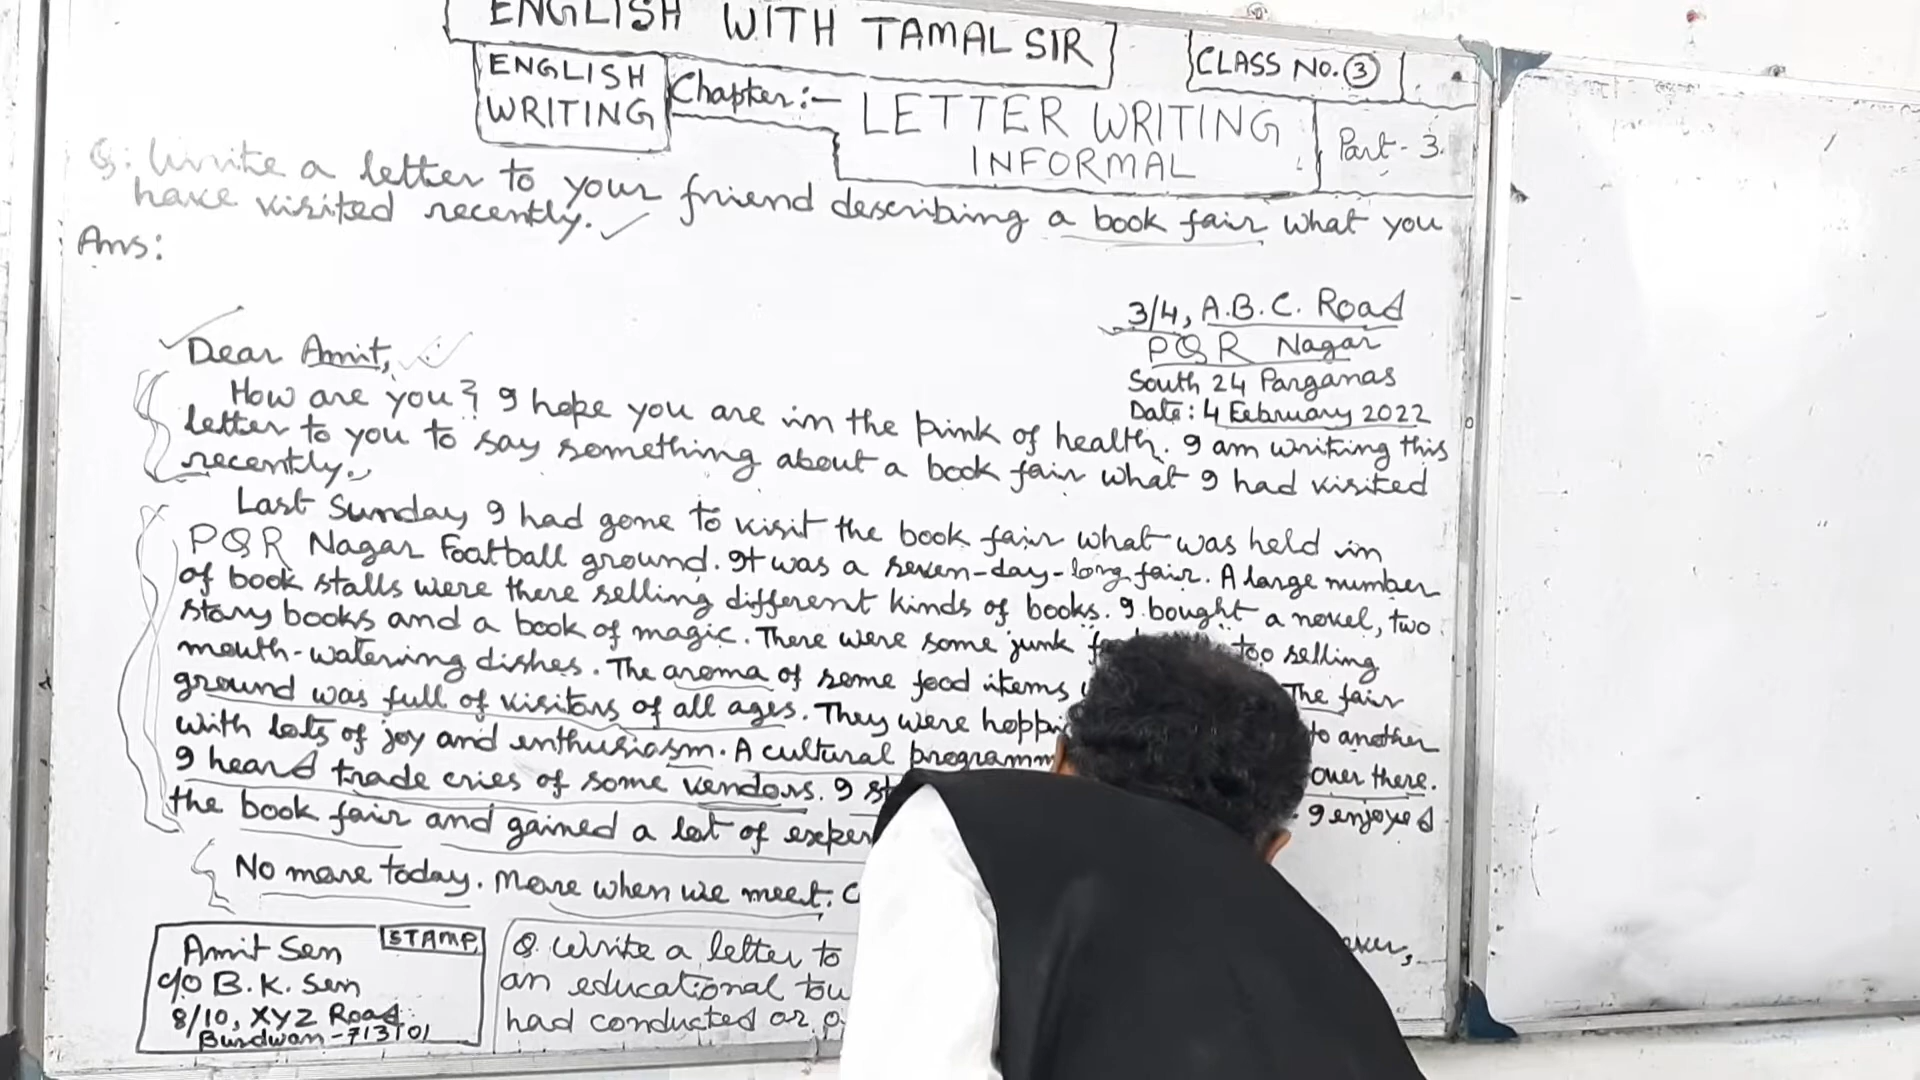 ENGLISH WITH TAMAL SIR
CLASS No. 3
ENGLISH
WRITING
Chapter:-
LETTER WRITING
INFORMAL
Part-3.
Q: Write a letter to your friend describing a book fair what you
have visited recently.
Ans:
3/4, A.B.C. Road
PQR Nagar
South 24 Parganas
Date: 4 February 2022
Dear Amit,
How are you? I hope you are in the pink of health. I am writing this
letter to you to say something about a book fair what I had visited
recently.
Last Sunday I had gone to visit the book fair what was held in
PQR Nagar Football ground. It was a seven-day-long fair. A large number
of book stalls were there selling different kinds of books. I bought a novel, two
story books and a book of magic. There were some junk too selling
mouth-watering dishes. The aroma of some food items The fair
ground was full of visitors of all ages. They were to another
with lots of joy and enthusiasm. A cultural over there.
I heard trade cries of some vendors. I I enjoyed
the book fair and gained a lot of
No more today. More when we meet.
Amit Sen
c/o B.K. Sen
8/10, XYZ Road
Burdwan-713101
STAMP
Q. Write a letter to
an educational
had conducted or